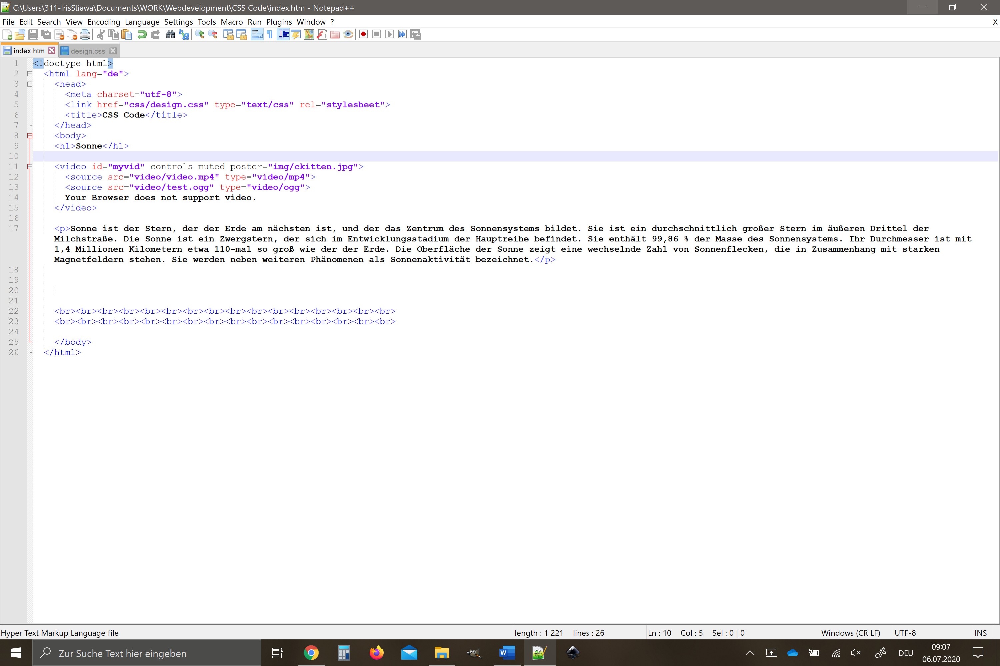 C:\Users\311-IrisStiawa\Documents\WORK\Webdevelopment\CSS Code\index.htm - Notepad++
File Edit Search View Encoding Language Settings Tools Macro Run Plugins Window ? X
index.htm design.css
1 <!doctype html>
2 <html lang="de">
3 <head>
4 <meta charset="utf-8">
5 <link href="css/design.css" type="text/css" rel="stylesheet">
6 <title>CSS Code</title>
7 </head>
8 <body>
9 <h1>Sonne</h1>
10
11 <video id="myvid" controls muted poster="img/ckitten.jpg">
12 <source src="video/video.mp4" type="video/mp4">
13 <source src="video/test.ogg" type="video/ogg">
14 Your Browser does not support video.
15 </video>
16
17 <p>Sonne ist der Stern, der der Erde am nächsten ist, und der das Zentrum des Sonnensystems bildet. Sie ist ein durchschnittlich großer Stern im äußeren Drittel der
Milchstraße. Die Sonne ist ein Zwergstern, der sich im Entwicklungsstadium der Hauptreihe befindet. Sie enthält 99,86 % der Masse des Sonnensystems. Ihr Durchmesser ist mit
1,4 Millionen Kilometern etwa 110-mal so groß wie der der Erde. Die Oberfläche der Sonne zeigt eine wechselnde Zahl von Sonnenflecken, die in Zusammenhang mit starken
Magnetfeldern stehen. Sie werden neben weiteren Phänomenen als Sonnenaktivität bezeichnet.</p>
18
19
20
21
22 <br><br><br><br><br><br><br><br><br><br><br><br><br><br><br><br>
23 <br><br><br><br><br><br><br><br><br><br><br><br><br><br><br><br>
24
25 </body>
26 </html>
Hyper Text Markup Language file length : 1 221 lines : 26 Ln : 10 Col : 5 Sel : 0 | 0 Windows (CR LF) UTF-8 INS
Zur Suche Text hier eingeben DEU 09:07
06.07.2020